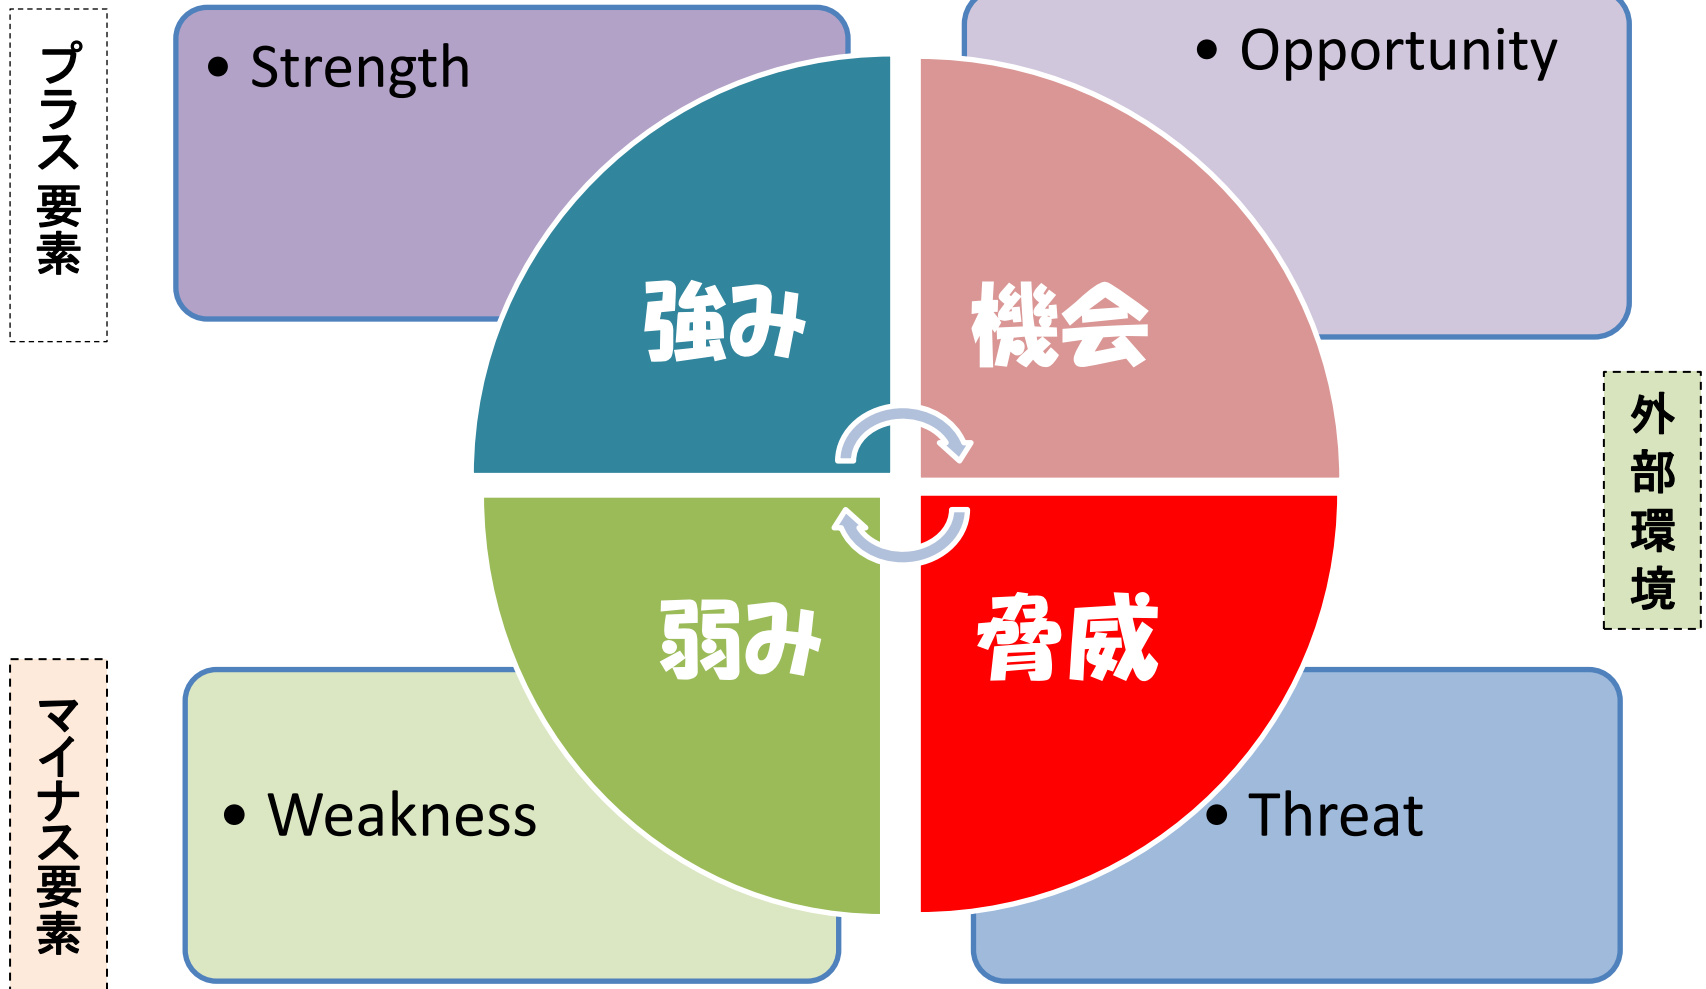 プラス要素
• Strength
• Opportunity
強み
機会
外部環境
弱み
脅威
マイナス要素
• Weakness
• Threat